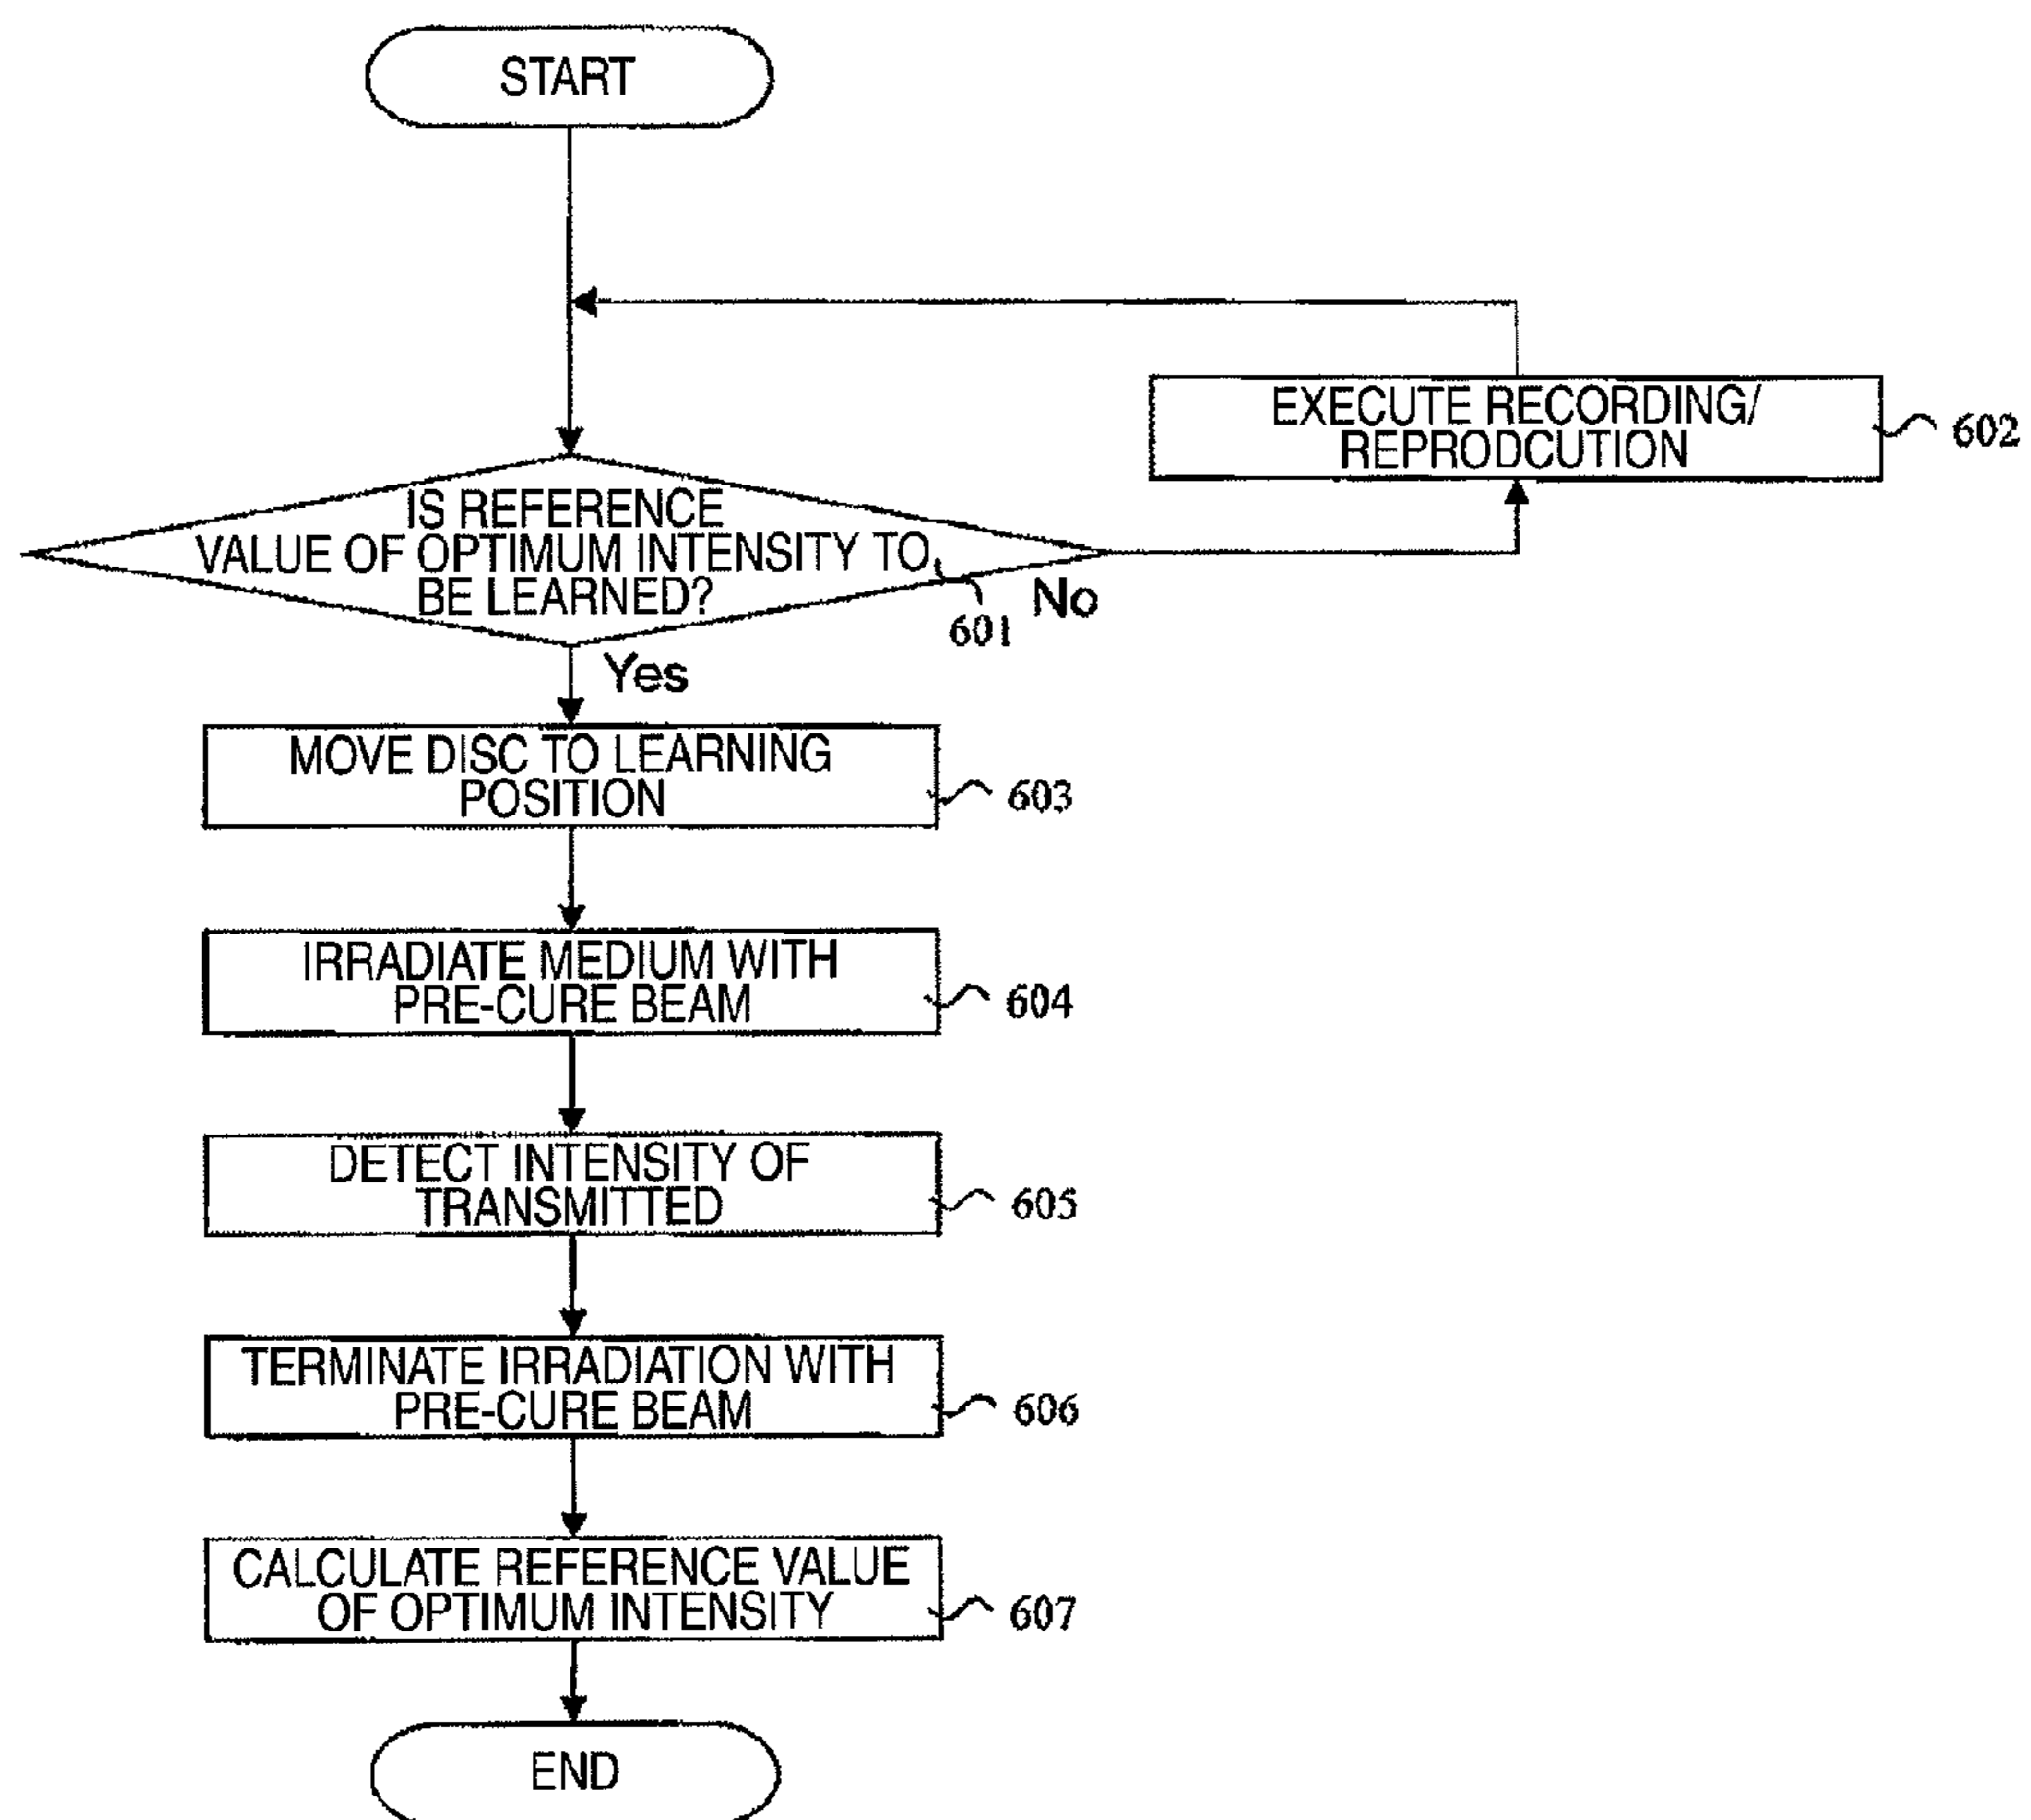 START
EXECUTE RECORDING/
REPRODCUTION
602
IS REFERENCE
VALUE OF OPTIMUM INTENSITY TO
BE LEARNED?
601
No
Yes
MOVE DISC TO LEARNING
POSITION
603
IRRADIATE MEDIUM WITH
PRE-CURE BEAM
604
DETECT INTENSITY OF
TRANSMITTED
605
TERMINATE IRRADIATION WITH
PRE-CURE BEAM
606
CALCULATE REFERENCE VALUE
OF OPTIMUM INTENSITY
607
END